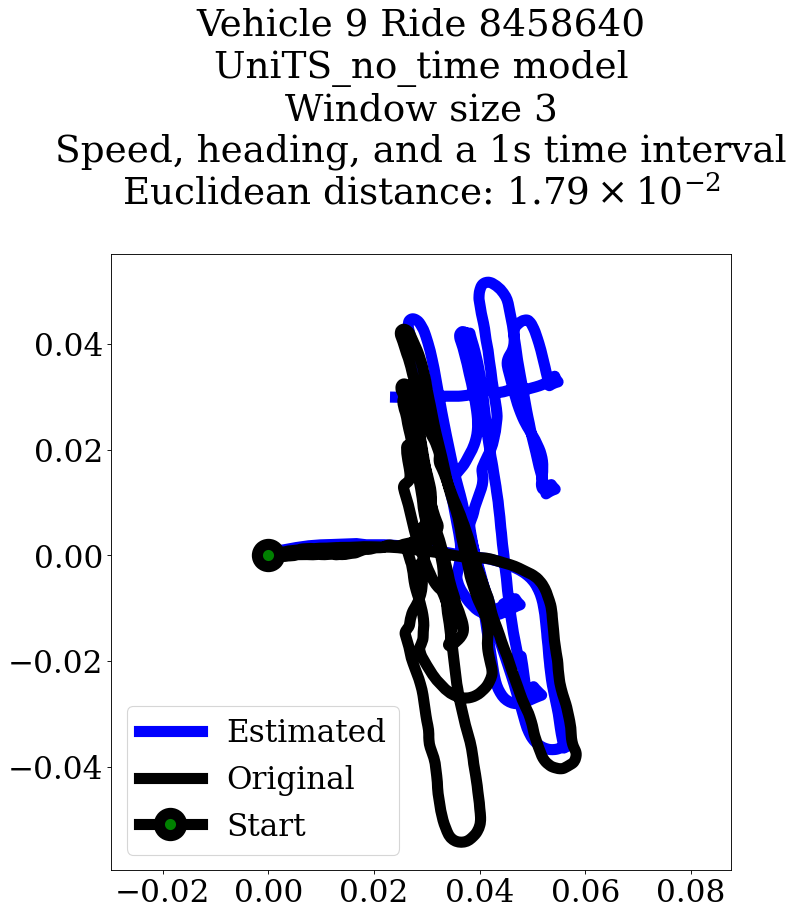 Vehicle 9 Ride 8458640
UniTS_no_time model
Window size 3
Speed, heading, and a 1s time interval
Euclidean distance: 1.79 × 10⁻²
0.04
0.02
0.00
−0.02
−0.04
Estimated
Original
Start
−0.02 0.00 0.02 0.04 0.06 0.08